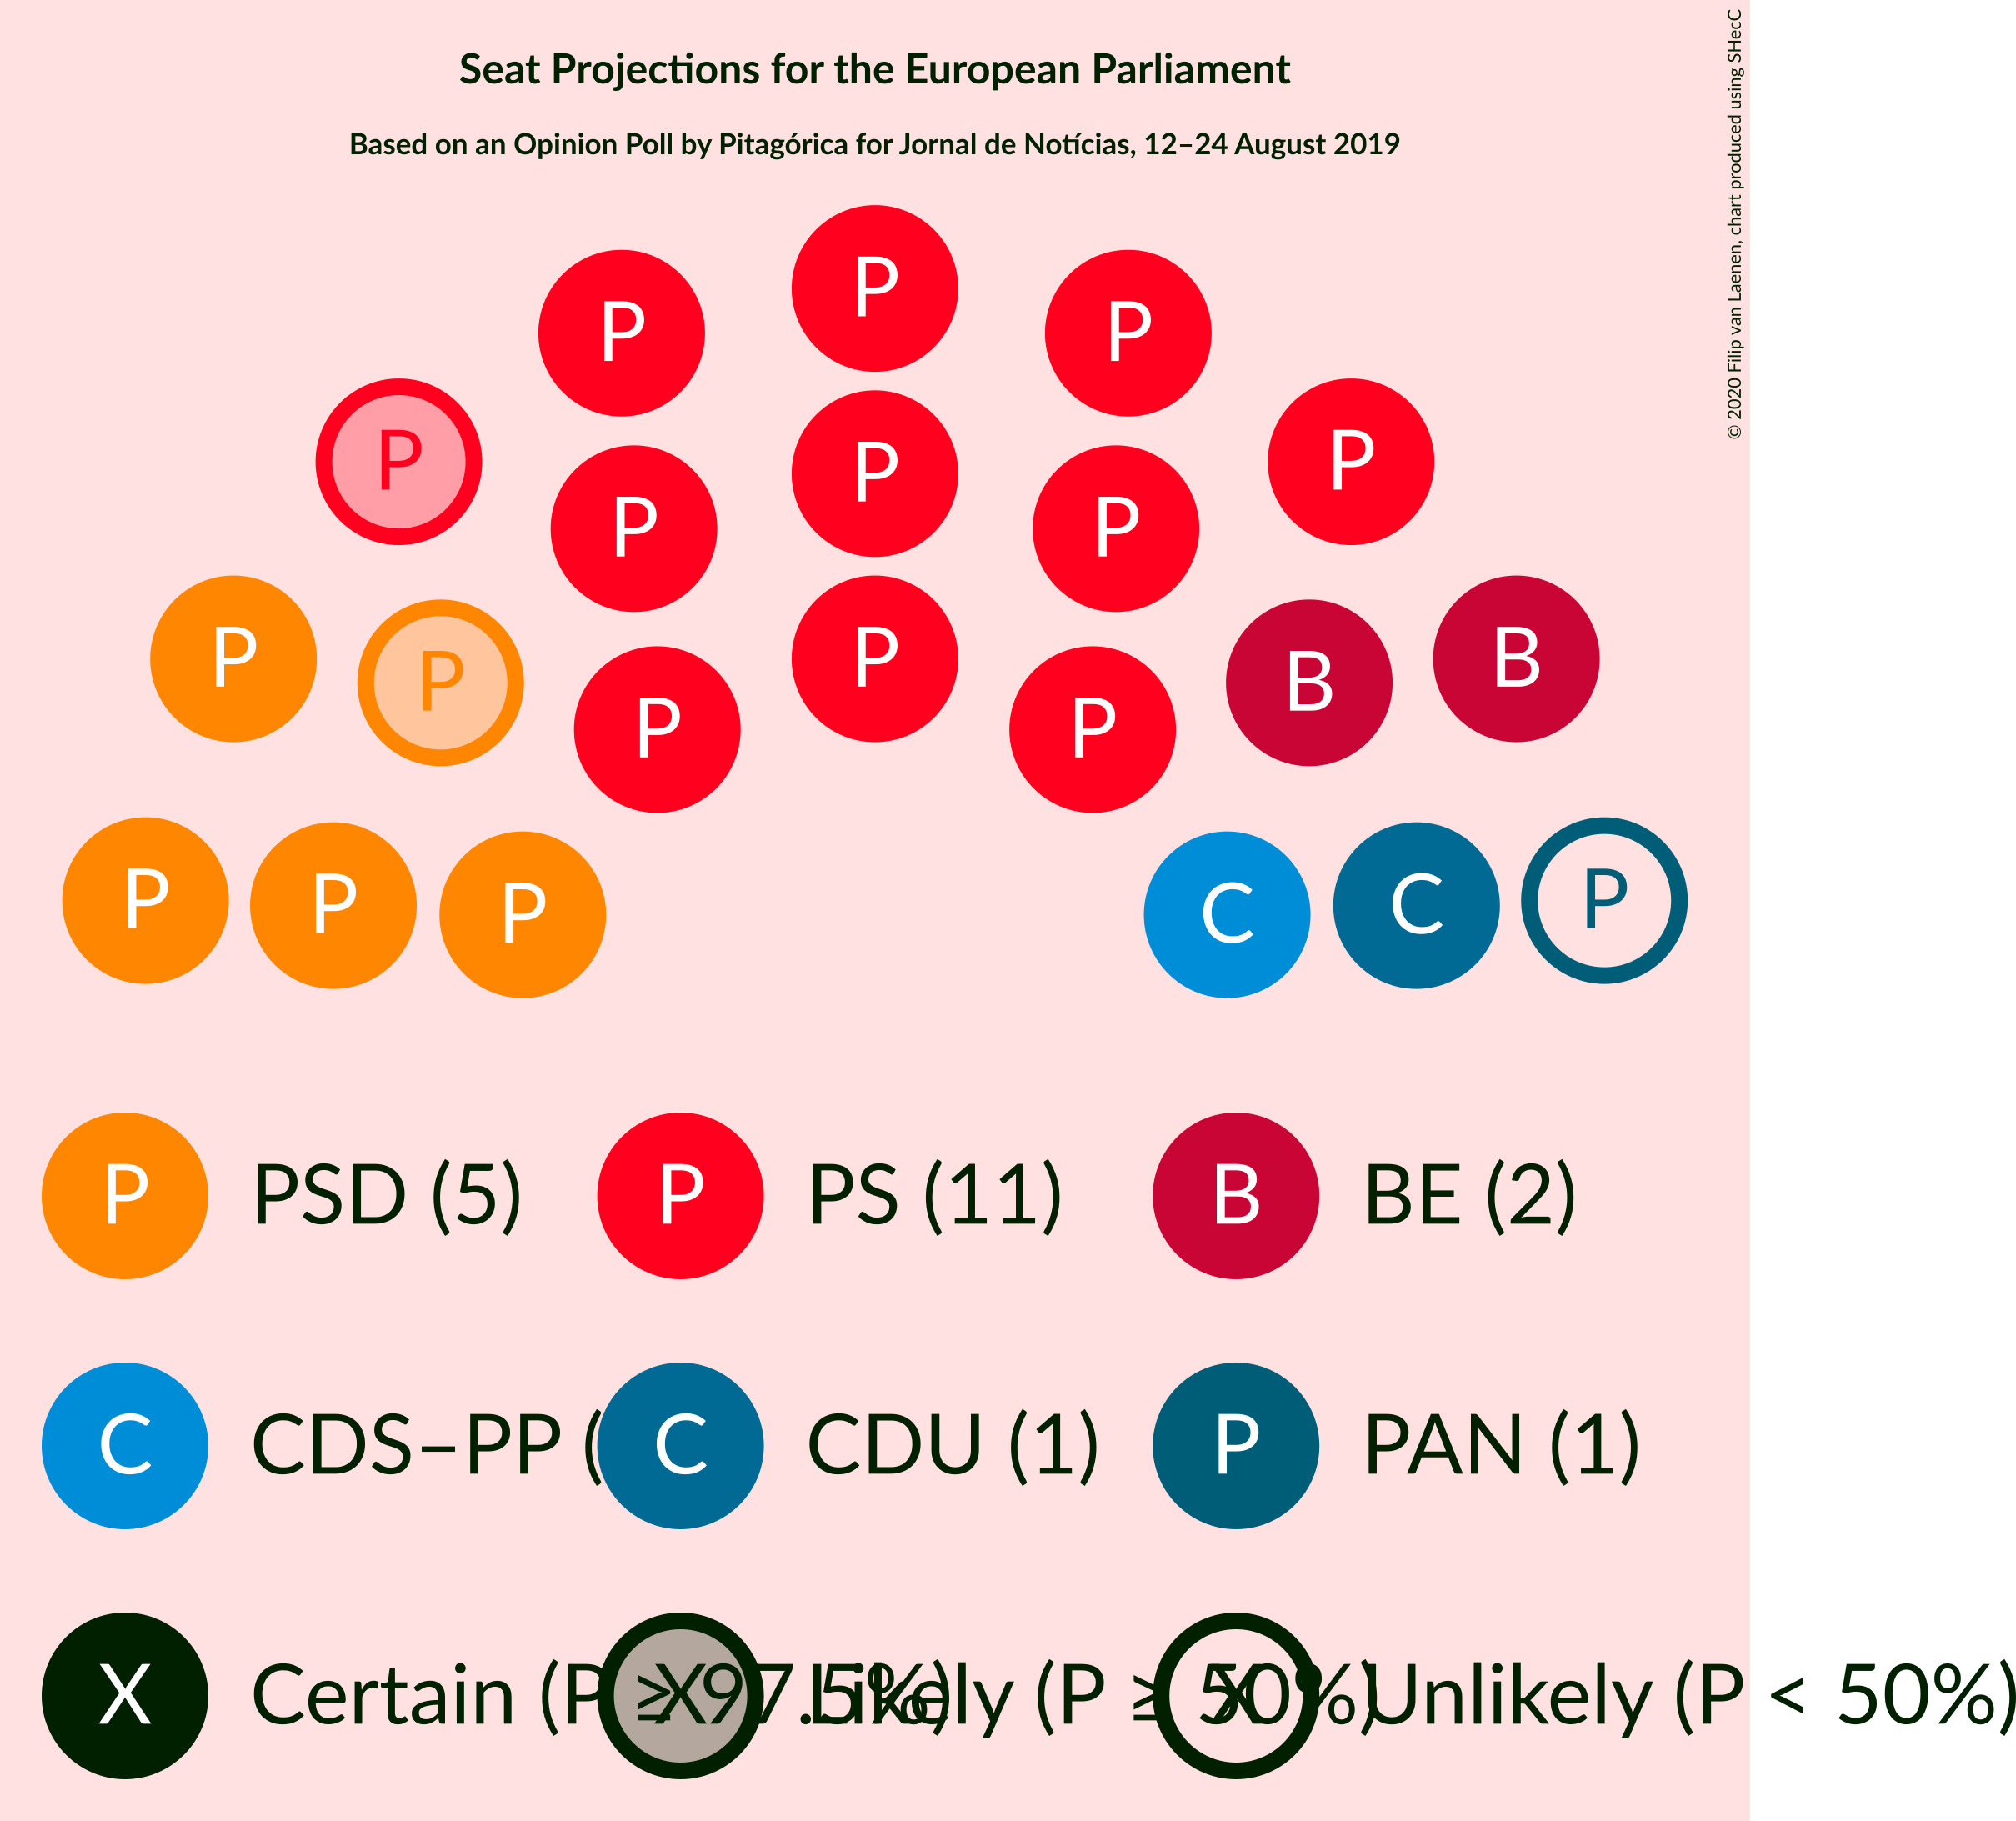 Seat Projections for the European Parliament
Based on an Opinion Poll by Pitagórica for Jornal de Notícias, 12–24 August 2019
© 2020 Filip van Laenen, chart produced using SHecC
P
P P
P P
P
P P
P P
P B
P B
P P
P P P C C P
P PSD (5) P PS (11) B BE (2)
C CDS–PP ( C CDU (1) P PAN (1)
X Certain (P ≥ 97.5%) X Likely (P ≥ 50%) X Unlikely (P < 50%)